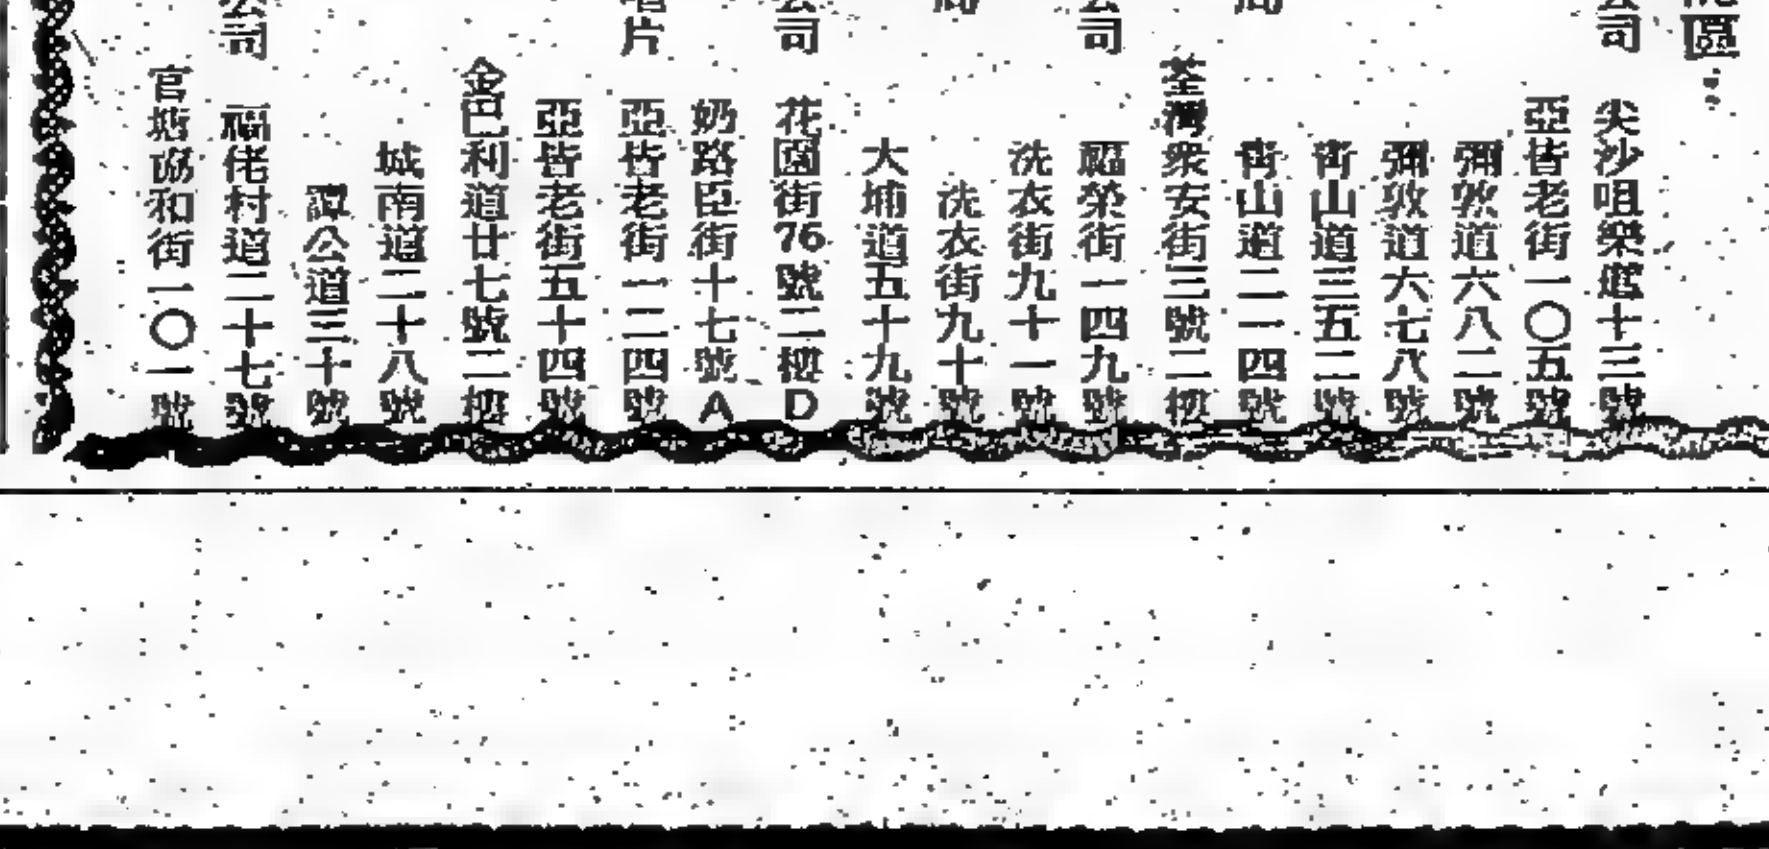 區：
公司 尖沙咀樂道十三號
亞皆老街一〇五號
彌敦道六八二號
彌敦道六七八號
青山道三五二號
青山道二一四號
荃灣衆安街三號二樓
公司 福榮街一四九號
洗衣街九十一號
洗衣街九十號
大埔道五十九號
公司 花園街76號二樓D
奶路臣街十七號A
唱片 亞皆老街一二四號
亞皆老街五十四號
金巴利道廿七號二樓
城南道二十八號
譚公道三十號
公司 福佬村道二十七號
官塘協和街一〇一號